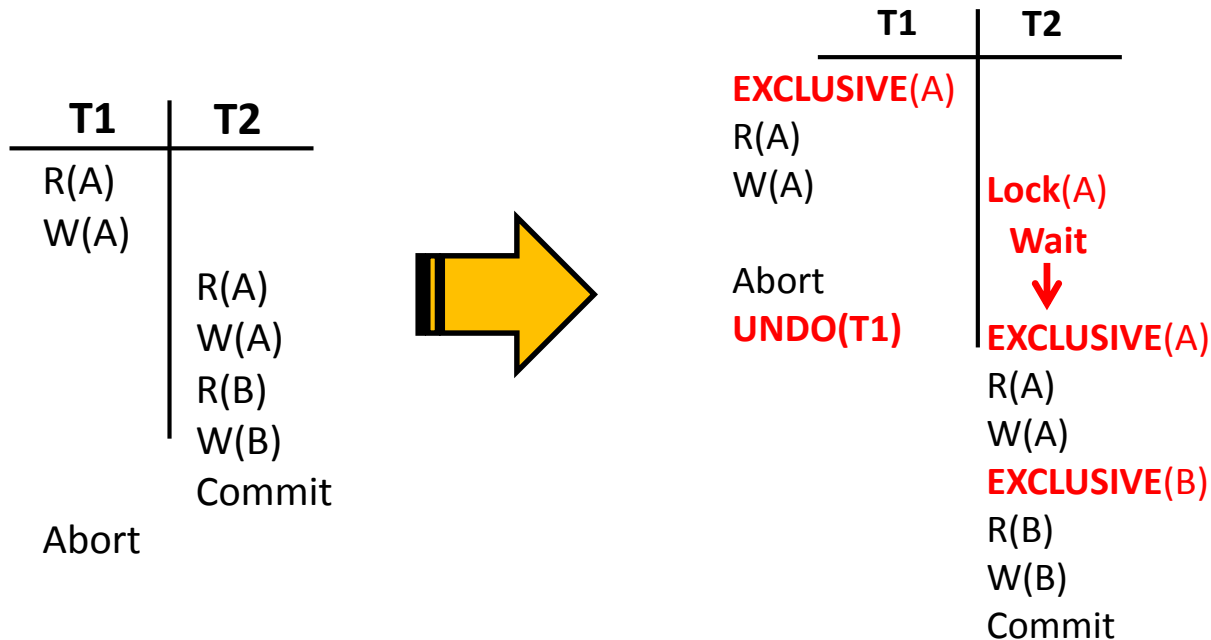 T1 T2
R(A)
W(A)
R(A)
W(A)
R(B)
W(B)
Commit
Abort
T1 T2
EXCLUSIVE(A)
R(A)
W(A) Lock(A)
Wait
Abort
UNDO(T1) EXCLUSIVE(A)
R(A)
W(A)
EXCLUSIVE(B)
R(B)
W(B)
Commit